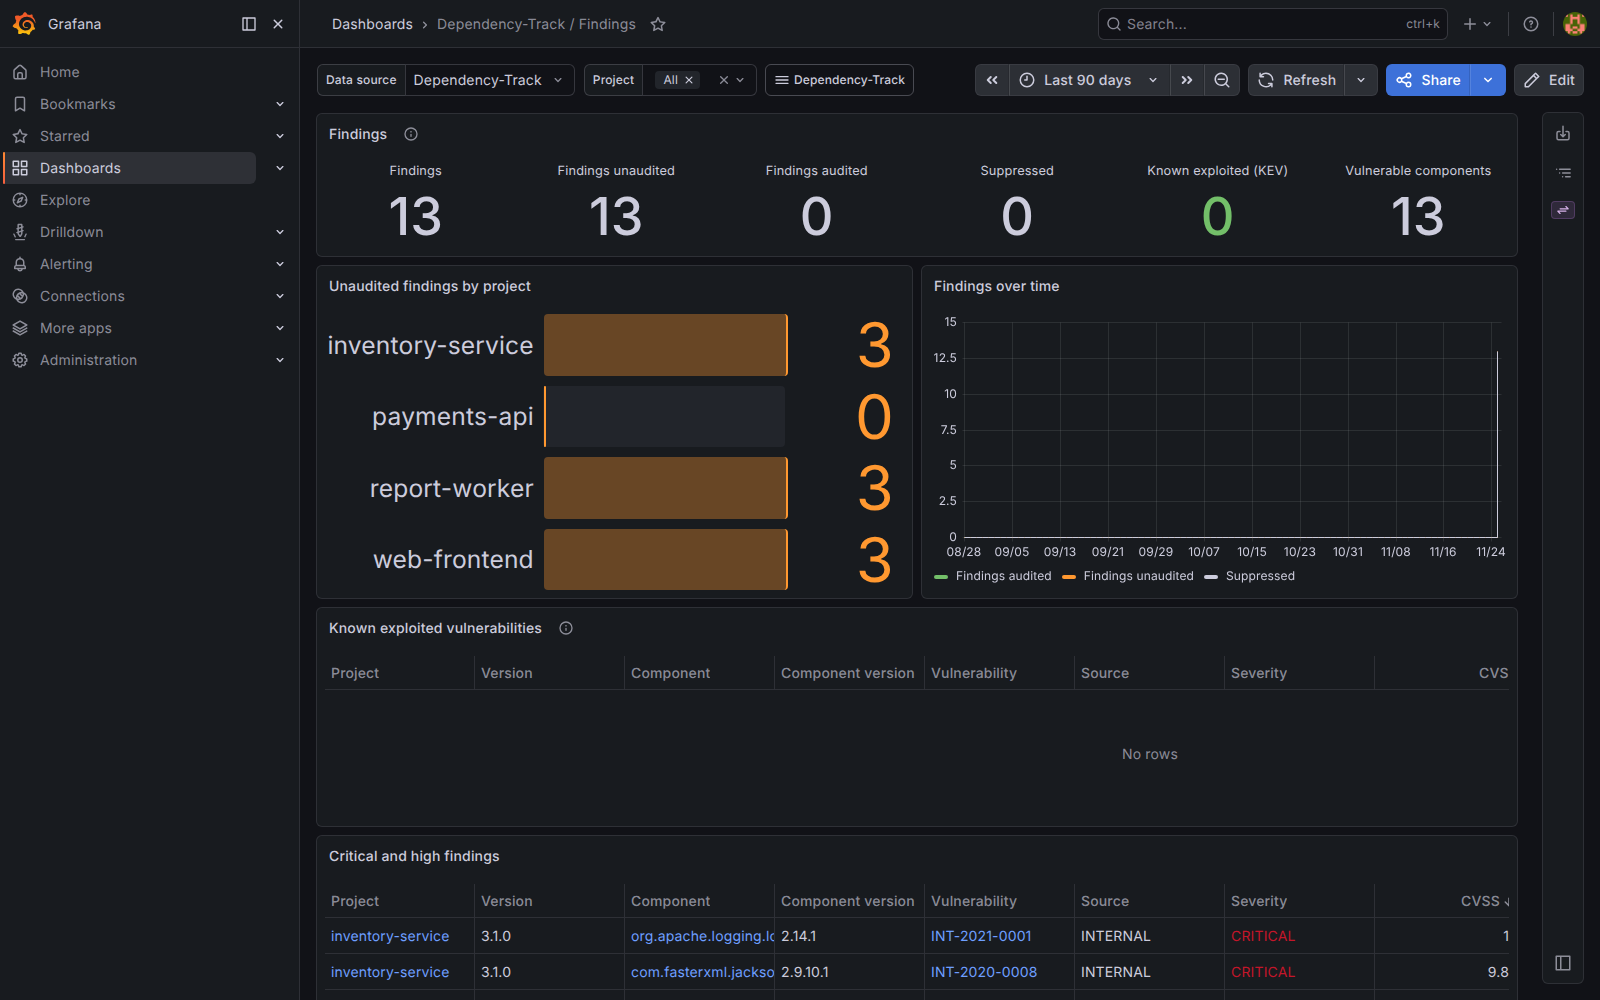 Grafana
Dashboards › Dependency-Track / Findings
Search...
ctrl+k
Home
Bookmarks
Starred
Dashboards
Explore
Drilldown
Alerting
Connections
More apps
Administration
Data source
Dependency-Track
Project
All
Dependency-Track
Last 90 days
Refresh
Share
Edit
Findings
Findings
Findings unaudited
Findings audited
Suppressed
Known exploited (KEV)
Vulnerable components
13
13
0
0
0
13
Unaudited findings by project
inventory-service 3
payments-api 0
report-worker 3
web-frontend 3
Findings over time
15
12.5
10
7.5
5
2.5
0
08/28 09/05 09/13 09/21 09/29 10/07 10/15 10/23 10/31 11/08 11/16 11/24
Findings audited Findings unaudited Suppressed
Known exploited vulnerabilities
Project Version Component Component version Vulnerability Source Severity CVS
No rows
Critical and high findings
Project Version Component Component version Vulnerability Source Severity CVSS
inventory-service 3.1.0 org.apache.logging.lo 2.14.1 INT-2021-0001 INTERNAL CRITICAL 1
inventory-service 3.1.0 com.fasterxml.jackso 2.9.10.1 INT-2020-0008 INTERNAL CRITICAL 9.8